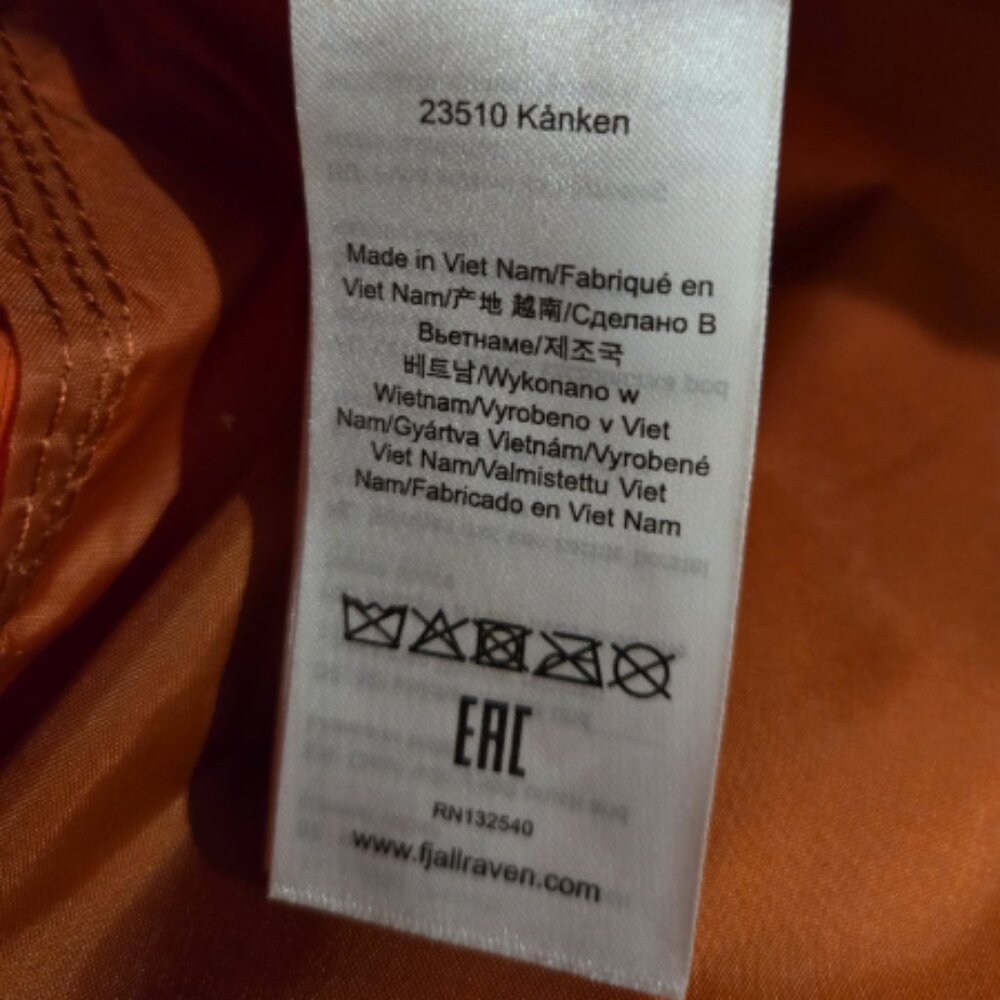 23510 Kånken
Made in Viet Nam/Fabriqué en
Viet Nam/产地 越南/Сделано В
Вьетнаме/제조국
베트남/Wykonano w
Wietnam/Vyrobeno v Viet
Nam/Gyártva Vietnám/Vyrobené
Viet Nam/Valmistettu Viet
Nam/Fabricado en Viet Nam
EAC
RN132540
www.fjallraven.com